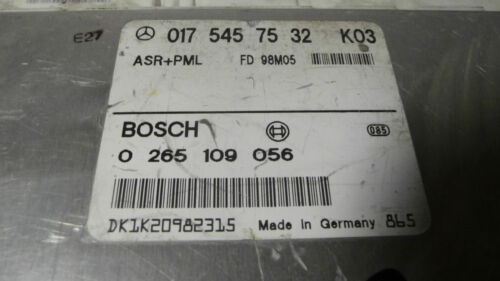 E27
017 545 75 32 K03
ASR+PML FD 98M05
BOSCH
085
0 265 109 056
DK1K20982315 Made in Germany 865